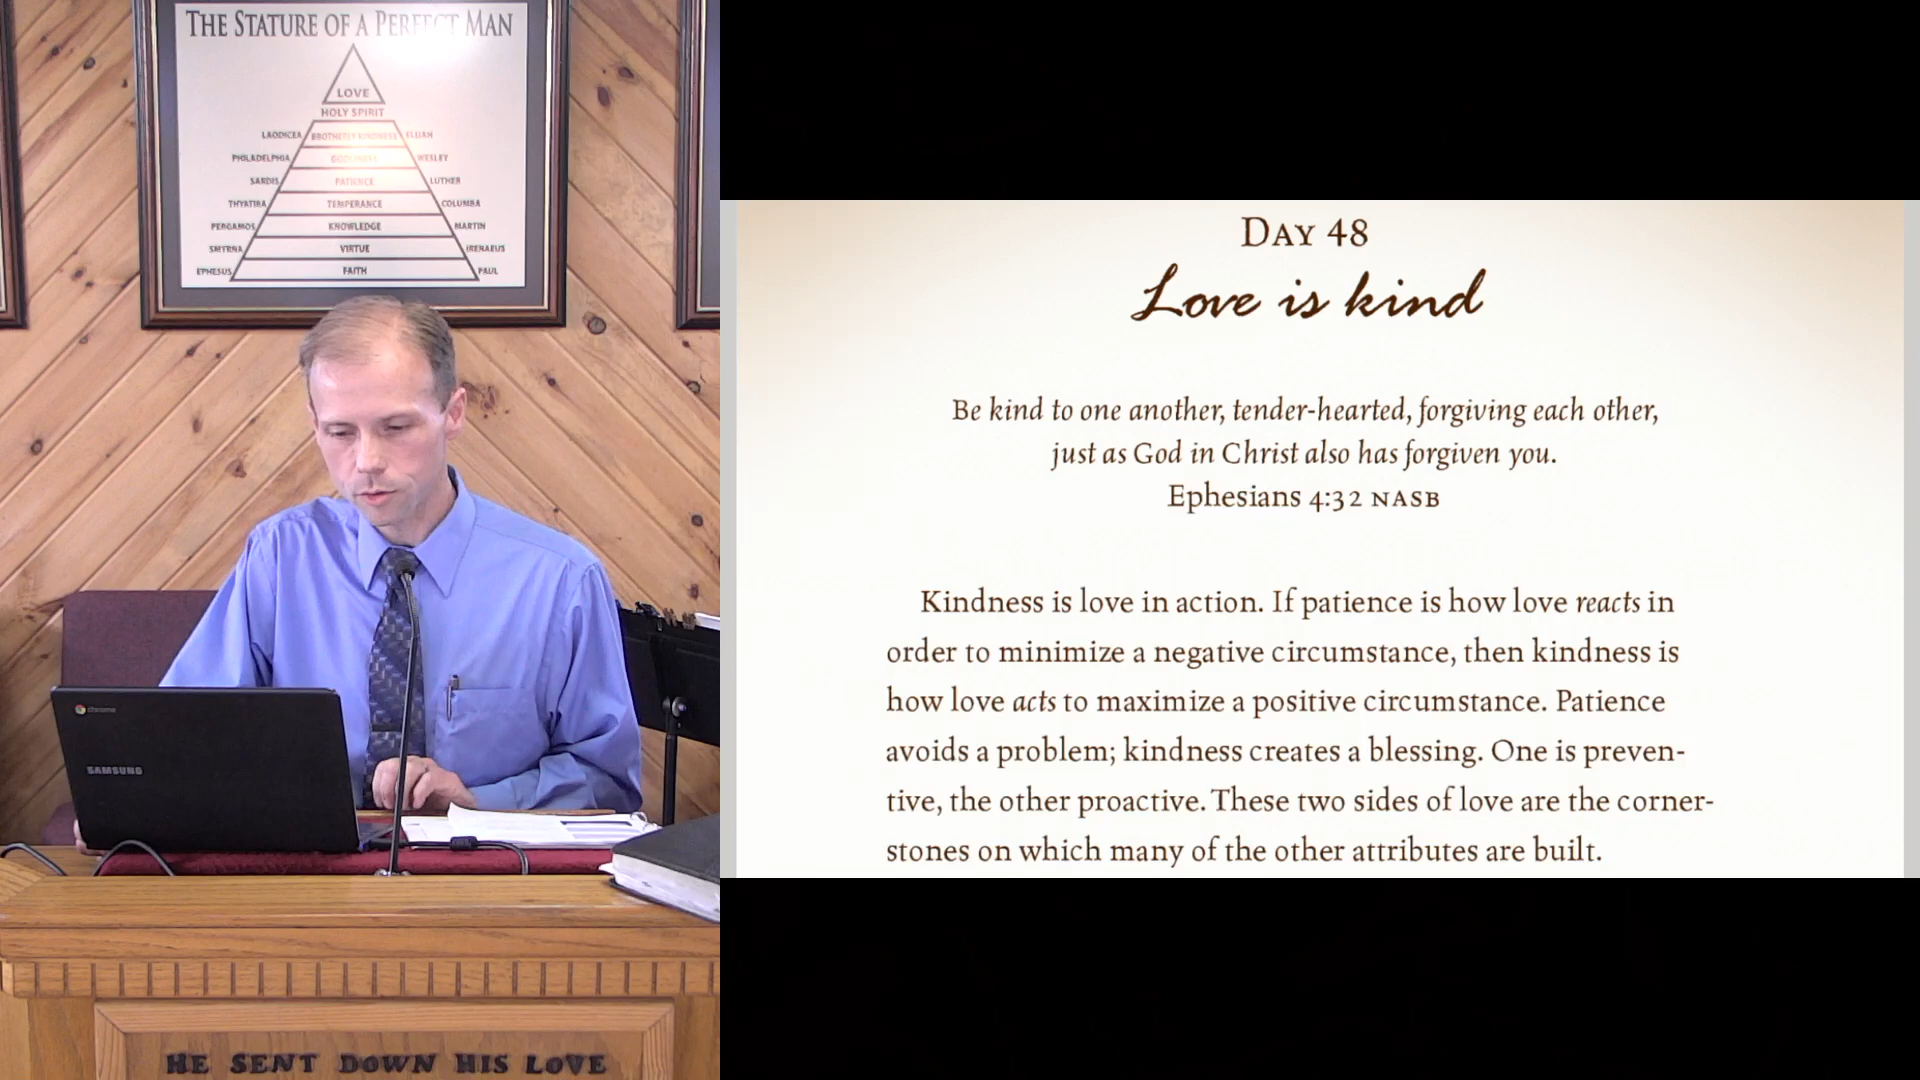 THE STATURE OF A PERFECT MAN
LOVE
HOLY SPIRIT
LAODICEA BROTHERLY KINDNESS ELIJAH
PHILADELPHIA GODLINESS WESLEY
SARDIS PATIENCE LUTHER
THYATIRA TEMPERANCE COLUMBA
PERGAMOS KNOWLEDGE MARTIN
SMYRNA VIRTUE IRENAEUS
EPHESUS FAITH PAUL
chrome
SAMSUNG
HE SENT DOWN HIS LOVE
DAY 48
Love is kind
Be kind to one another, tender-hearted, forgiving each other,
just as God in Christ also has forgiven you.
Ephesians 4:32 NASB
Kindness is love in action. If patience is how love reacts in
order to minimize a negative circumstance, then kindness is
how love acts to maximize a positive circumstance. Patience
avoids a problem; kindness creates a blessing. One is preven-
tive, the other proactive. These two sides of love are the corner-
stones on which many of the other attributes are built.